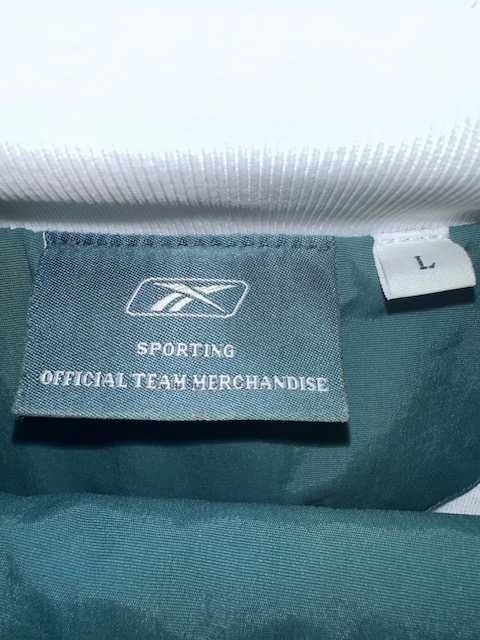 L
SPORTING
OFFICIAL TEAM MERCHANDISE